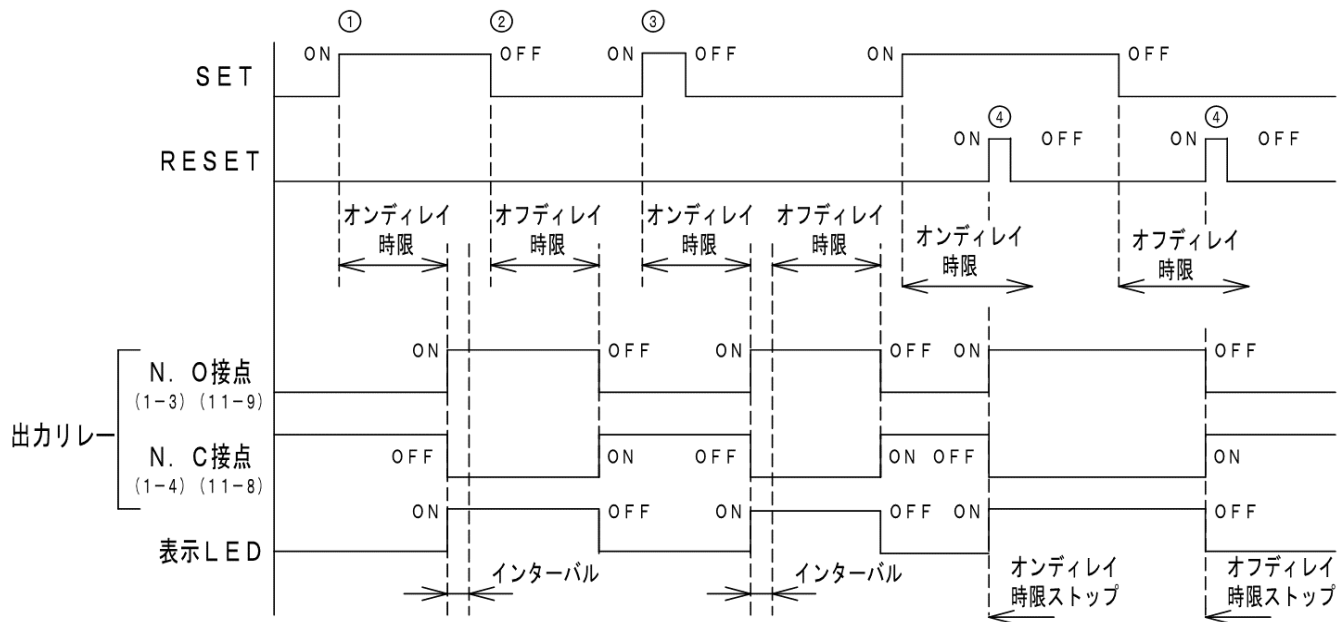 ① ② ③
ON OFF ON OFF ON OFF
SET
④ ④
ON OFF ON OFF
RESET
オンディレイ
時限
オフディレイ
時限
オンディレイ
時限
オフディレイ
時限
オンディレイ
時限
オフディレイ
時限
ON OFF ON OFF ON OFF
N. O接点
(1-3) (11-9)
出力リレー
N. C接点
(1-4) (11-8)
OFF ON OFF ON OFF ON
ON OFF ON OFF ON OFF
表示LED
インターバル
インターバル
オンディレイ
時限ストップ
オフディレイ
時限ストップ